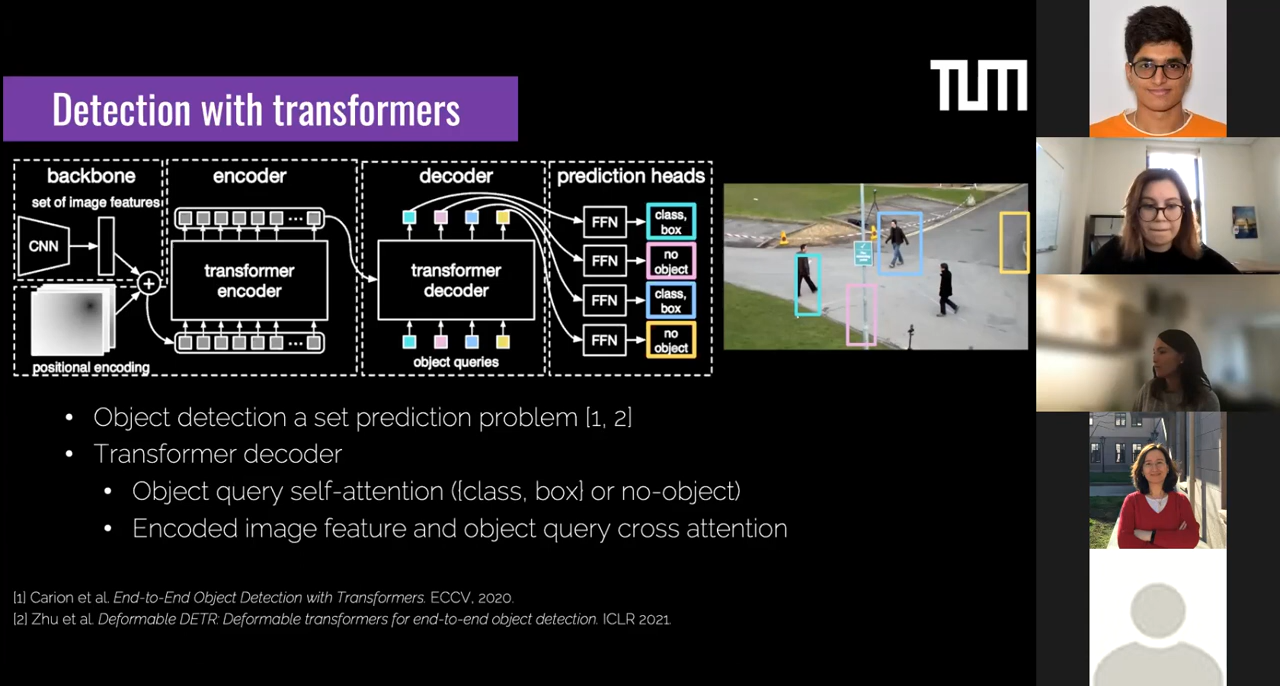 TUM
Detection with transformers
backbone
set of image features
CNN
+
positional encoding
encoder
...
transformer
encoder
...
decoder
transformer
decoder
object queries
prediction heads
FFN
class,
box
FFN
no
object
FFN
class,
box
FFN
no
object
• Object detection a set prediction problem [1, 2]
• Transformer decoder
• Object query self-attention ({class, box} or no-object)
• Encoded image feature and object query cross attention
[1] Carion et al. End-to-End Object Detection with Transformers. ECCV, 2020.
[2] Zhu et al. Deformable DETR: Deformable transformers for end-to-end object detection. ICLR 2021.